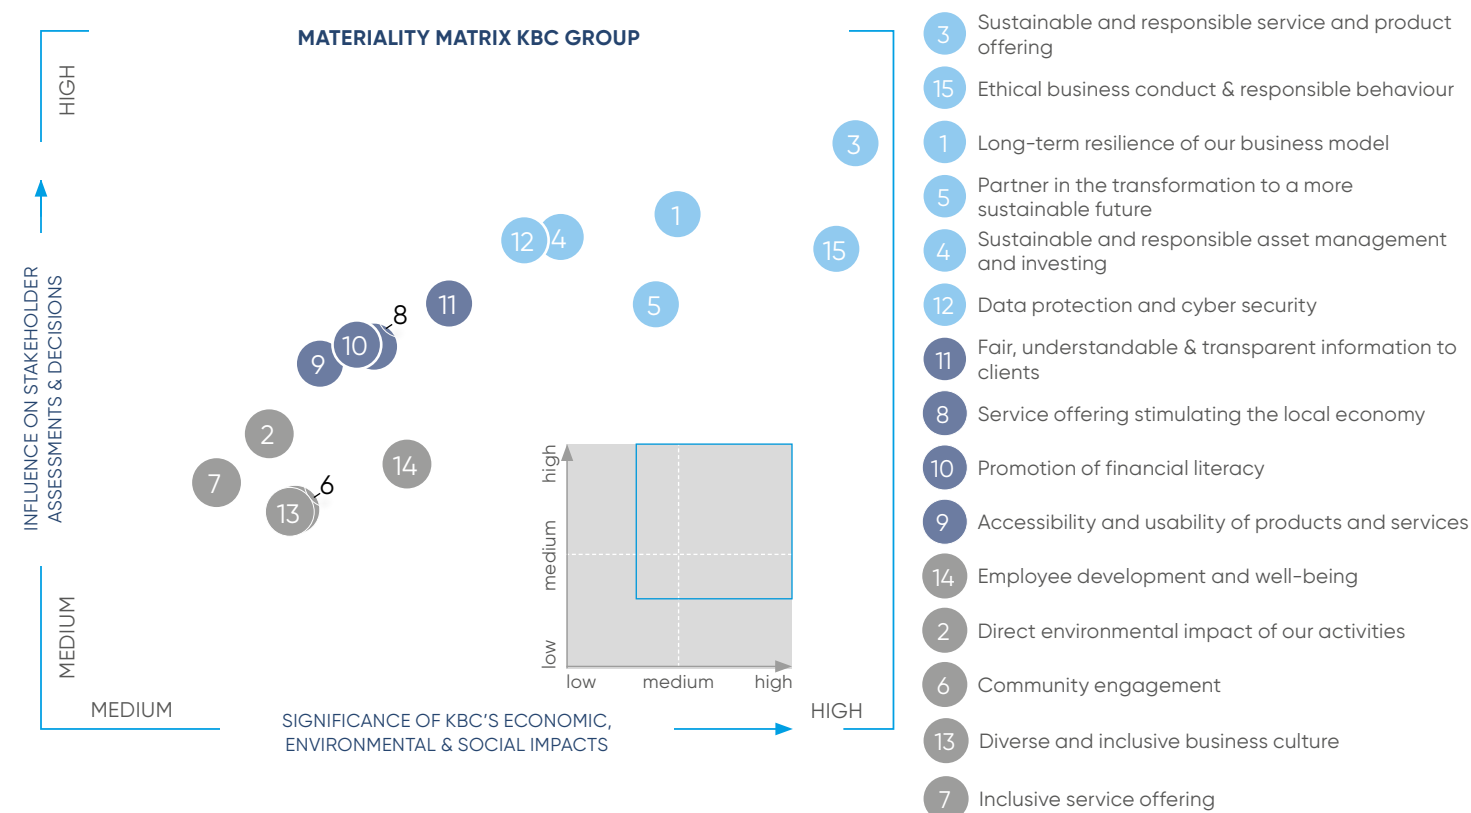 MATERIALITY MATRIX KBC GROUP
HIGH
INFLUENCE ON STAKEHOLDER
ASSESSMENTS & DECISIONS
MEDIUM
3
1
15
12
4
5
11
8
10
9
2
14
7
6
13
high
medium
low
low
medium
high
MEDIUM
SIGNIFICANCE OF KBC'S ECONOMIC,
ENVIRONMENTAL & SOCIAL IMPACTS
HIGH
3 Sustainable and responsible service and product
offering
15 Ethical business conduct & responsible behaviour
1 Long-term resilience of our business model
5 Partner in the transformation to a more
sustainable future
4 Sustainable and responsible asset management
and investing
12 Data protection and cyber security
11 Fair, understandable & transparent information to
clients
8 Service offering stimulating the local economy
10 Promotion of financial literacy
9 Accessibility and usability of products and services
14 Employee development and well-being
2 Direct environmental impact of our activities
6 Community engagement
13 Diverse and inclusive business culture
7 Inclusive service offering